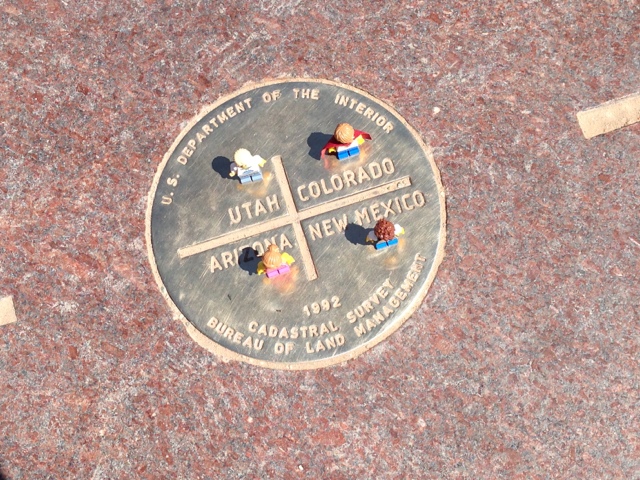 U.S. DEPARTMENT OF THE INTERIOR
UTAH COLORADO
ARIZONA NEW MEXICO
1992
CADASTRAL SURVEY
BUREAU OF LAND MANAGEMENT